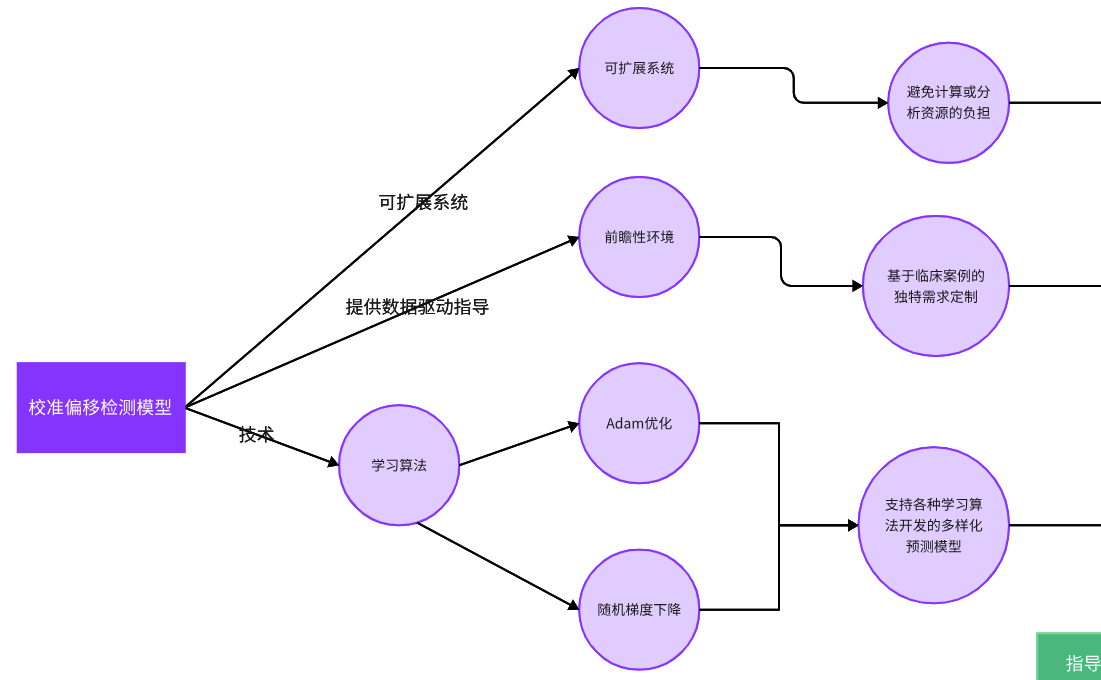 可扩展系统
避免计算或分
析资源的负担
可扩展系统
前瞻性环境
基于临床案例的
独特需求定制
提供数据驱动指导
校准偏移检测模型
技术
学习算法
Adam优化
支持各种学习算
法开发的多样化
预测模型
随机梯度下降
指导